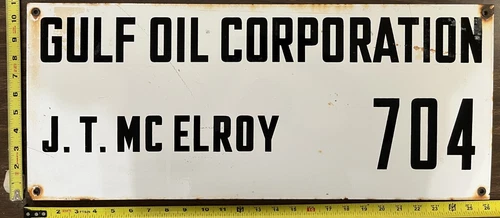 GULF OIL CORPORATION
J. T. MC ELROY 704